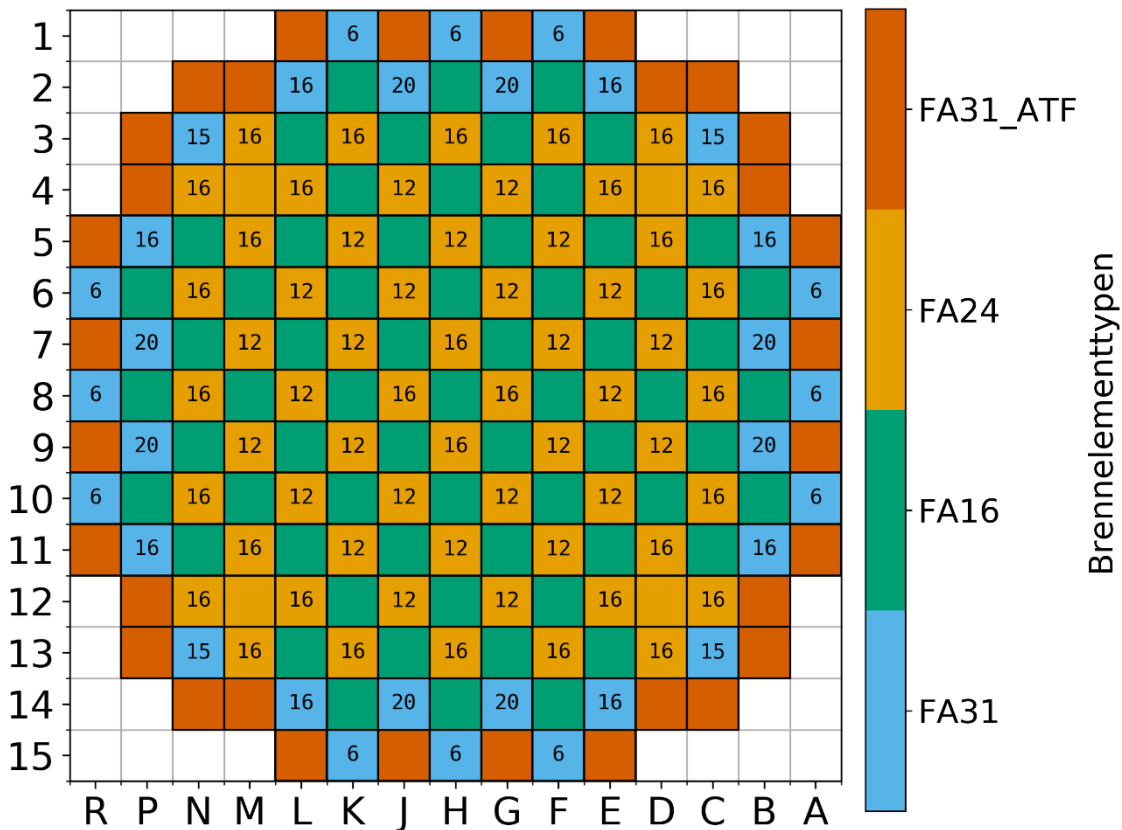 1 6 6 6
2 16 20 20 16
3 15 16 16 16 16 16 15
4 16 16 12 12 16 16
5 16 16 12 12 12 16 16
6 6 16 12 12 12 12 16 6
7 20 12 12 16 12 12 20
8 6 16 12 16 16 12 16 6
9 20 12 12 16 12 12 20
10 6 16 12 12 12 12 16 6
11 16 16 12 12 12 16 16
12 16 16 12 12 16 16
13 15 16 16 16 16 16 15
14 16 20 20 16
15 6 6 6
R P N M L K J H G F E D C B A
FA31_ATF
FA24
FA16
FA31
Brennelementtypen